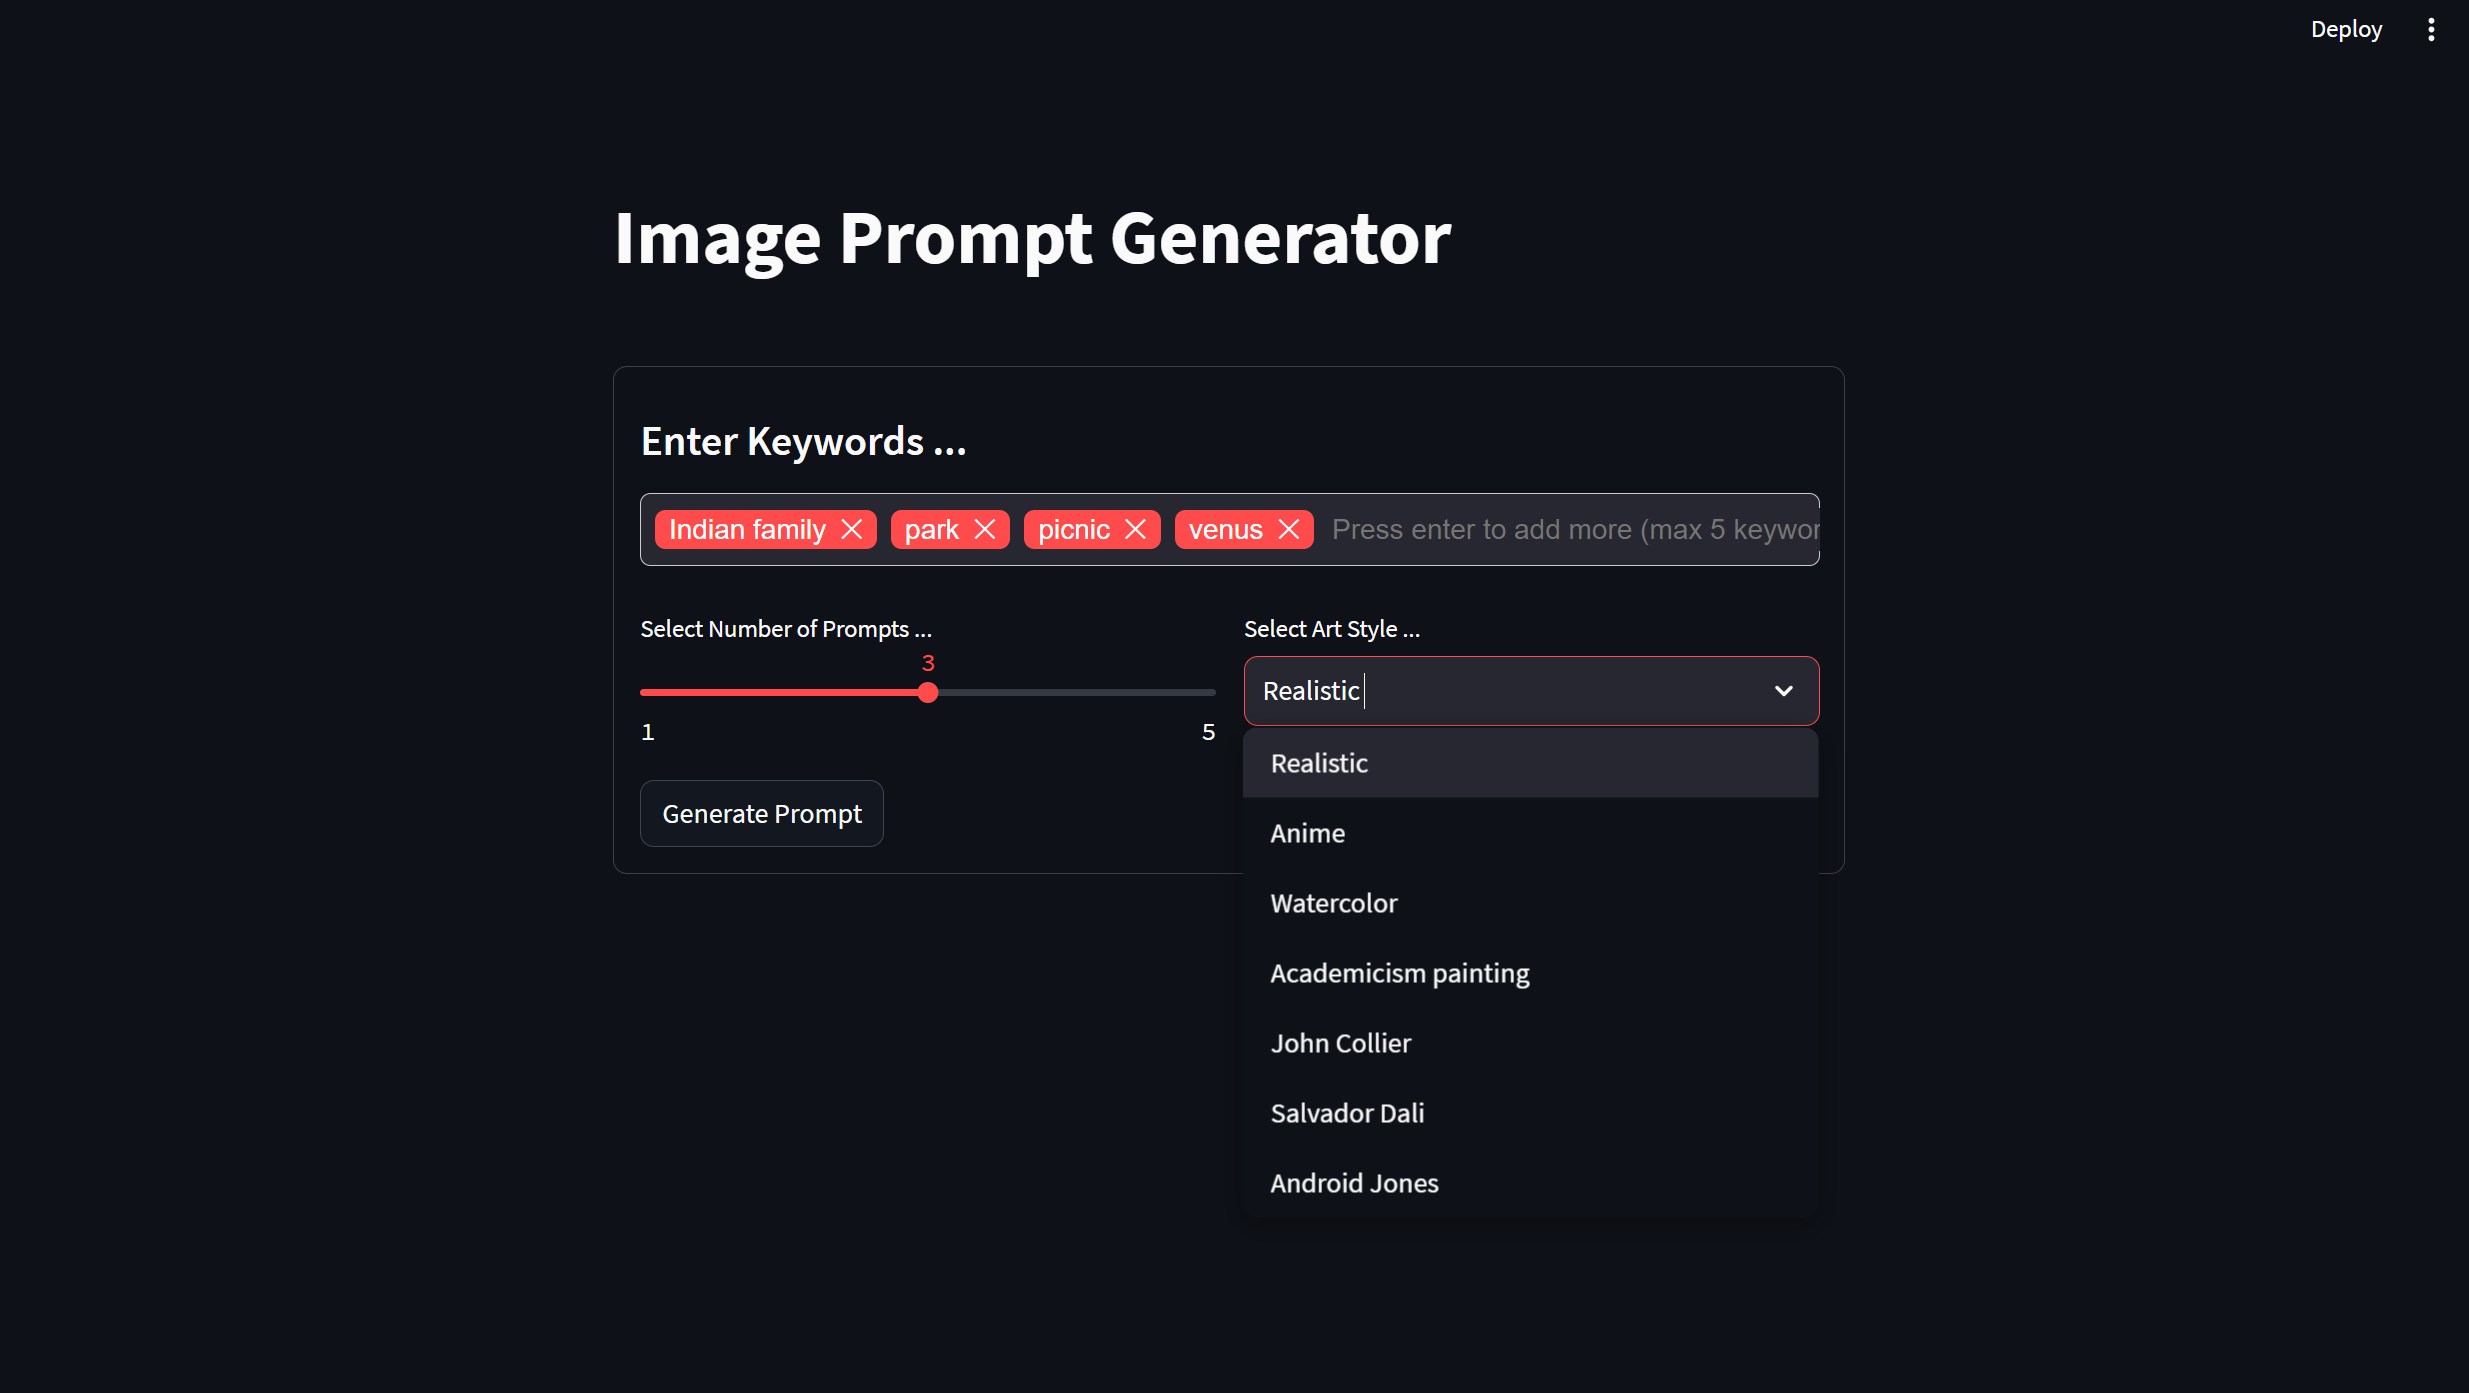 Deploy
Image Prompt Generator
Enter Keywords ...
Indian family park picnic venus Press enter to add more (max 5 keywor
Select Number of Prompts ...
3
1 5
Generate Prompt
Select Art Style ...
Realistic
Realistic
Anime
Watercolor
Academicism painting
John Collier
Salvador Dali
Android Jones